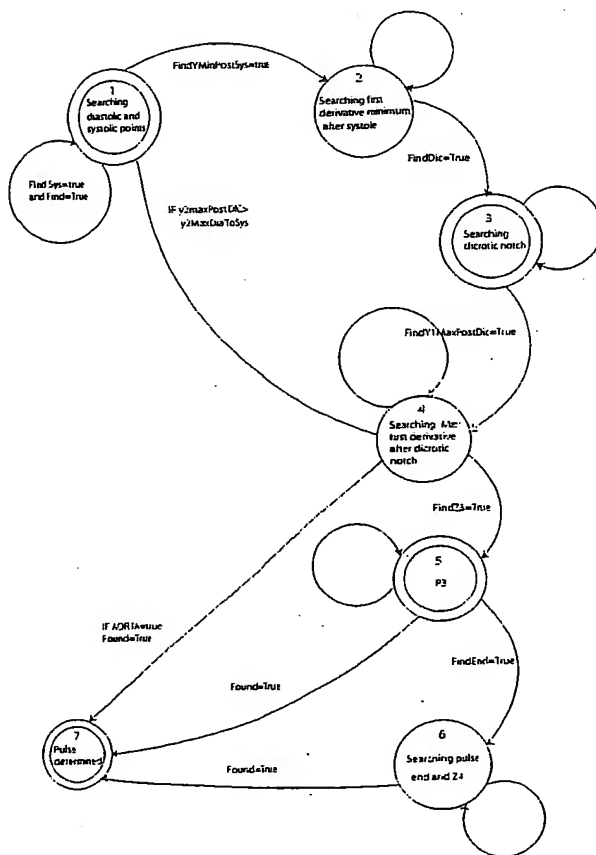 FindYMinPostSys=true
1
Searching
diastolic and
systolic points
2
Searching first
derivative minimum
after systole
FindDic=True
Find Sys=true
and Find=True
IF y2maxPostDIC>
y2MaxDiaToSys
3
Searching
dicrotic notch
FindY1MaxPostDic=True
4
Searching Max
first derivative
after dicrotic
notch
FindZ3=True
5
P3
IF AORTA=true
Found=True
FindEnd=True
Found=True
7
Pulse
determined
6
Searching pulse
end and Z4
Found=True